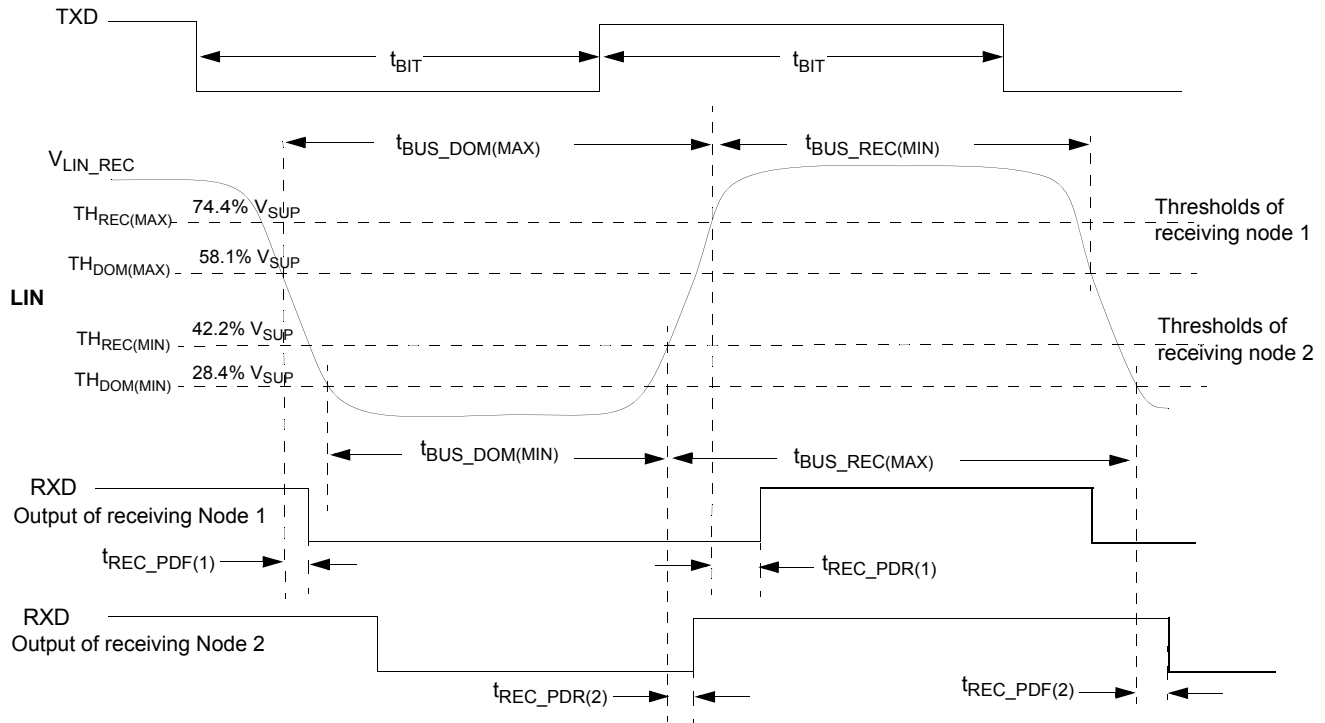 TXD
tBIT
tBIT
tBUS_DOM(MAX)
tBUS_REC(MIN)
VLIN_REC
THREC(MAX) 74.4% VSUP
Thresholds of
receiving node 1
THDOM(MAX) 58.1% VSUP
LIN
THREC(MIN) 42.2% VSUP
Thresholds of
receiving node 2
THDOM(MIN) 28.4% VSUP
tBUS_DOM(MIN)
tBUS_REC(MAX)
RXD
Output of receiving Node 1
tREC_PDF(1)
tREC_PDR(1)
RXD
Output of receiving Node 2
tREC_PDR(2)
tREC_PDF(2)